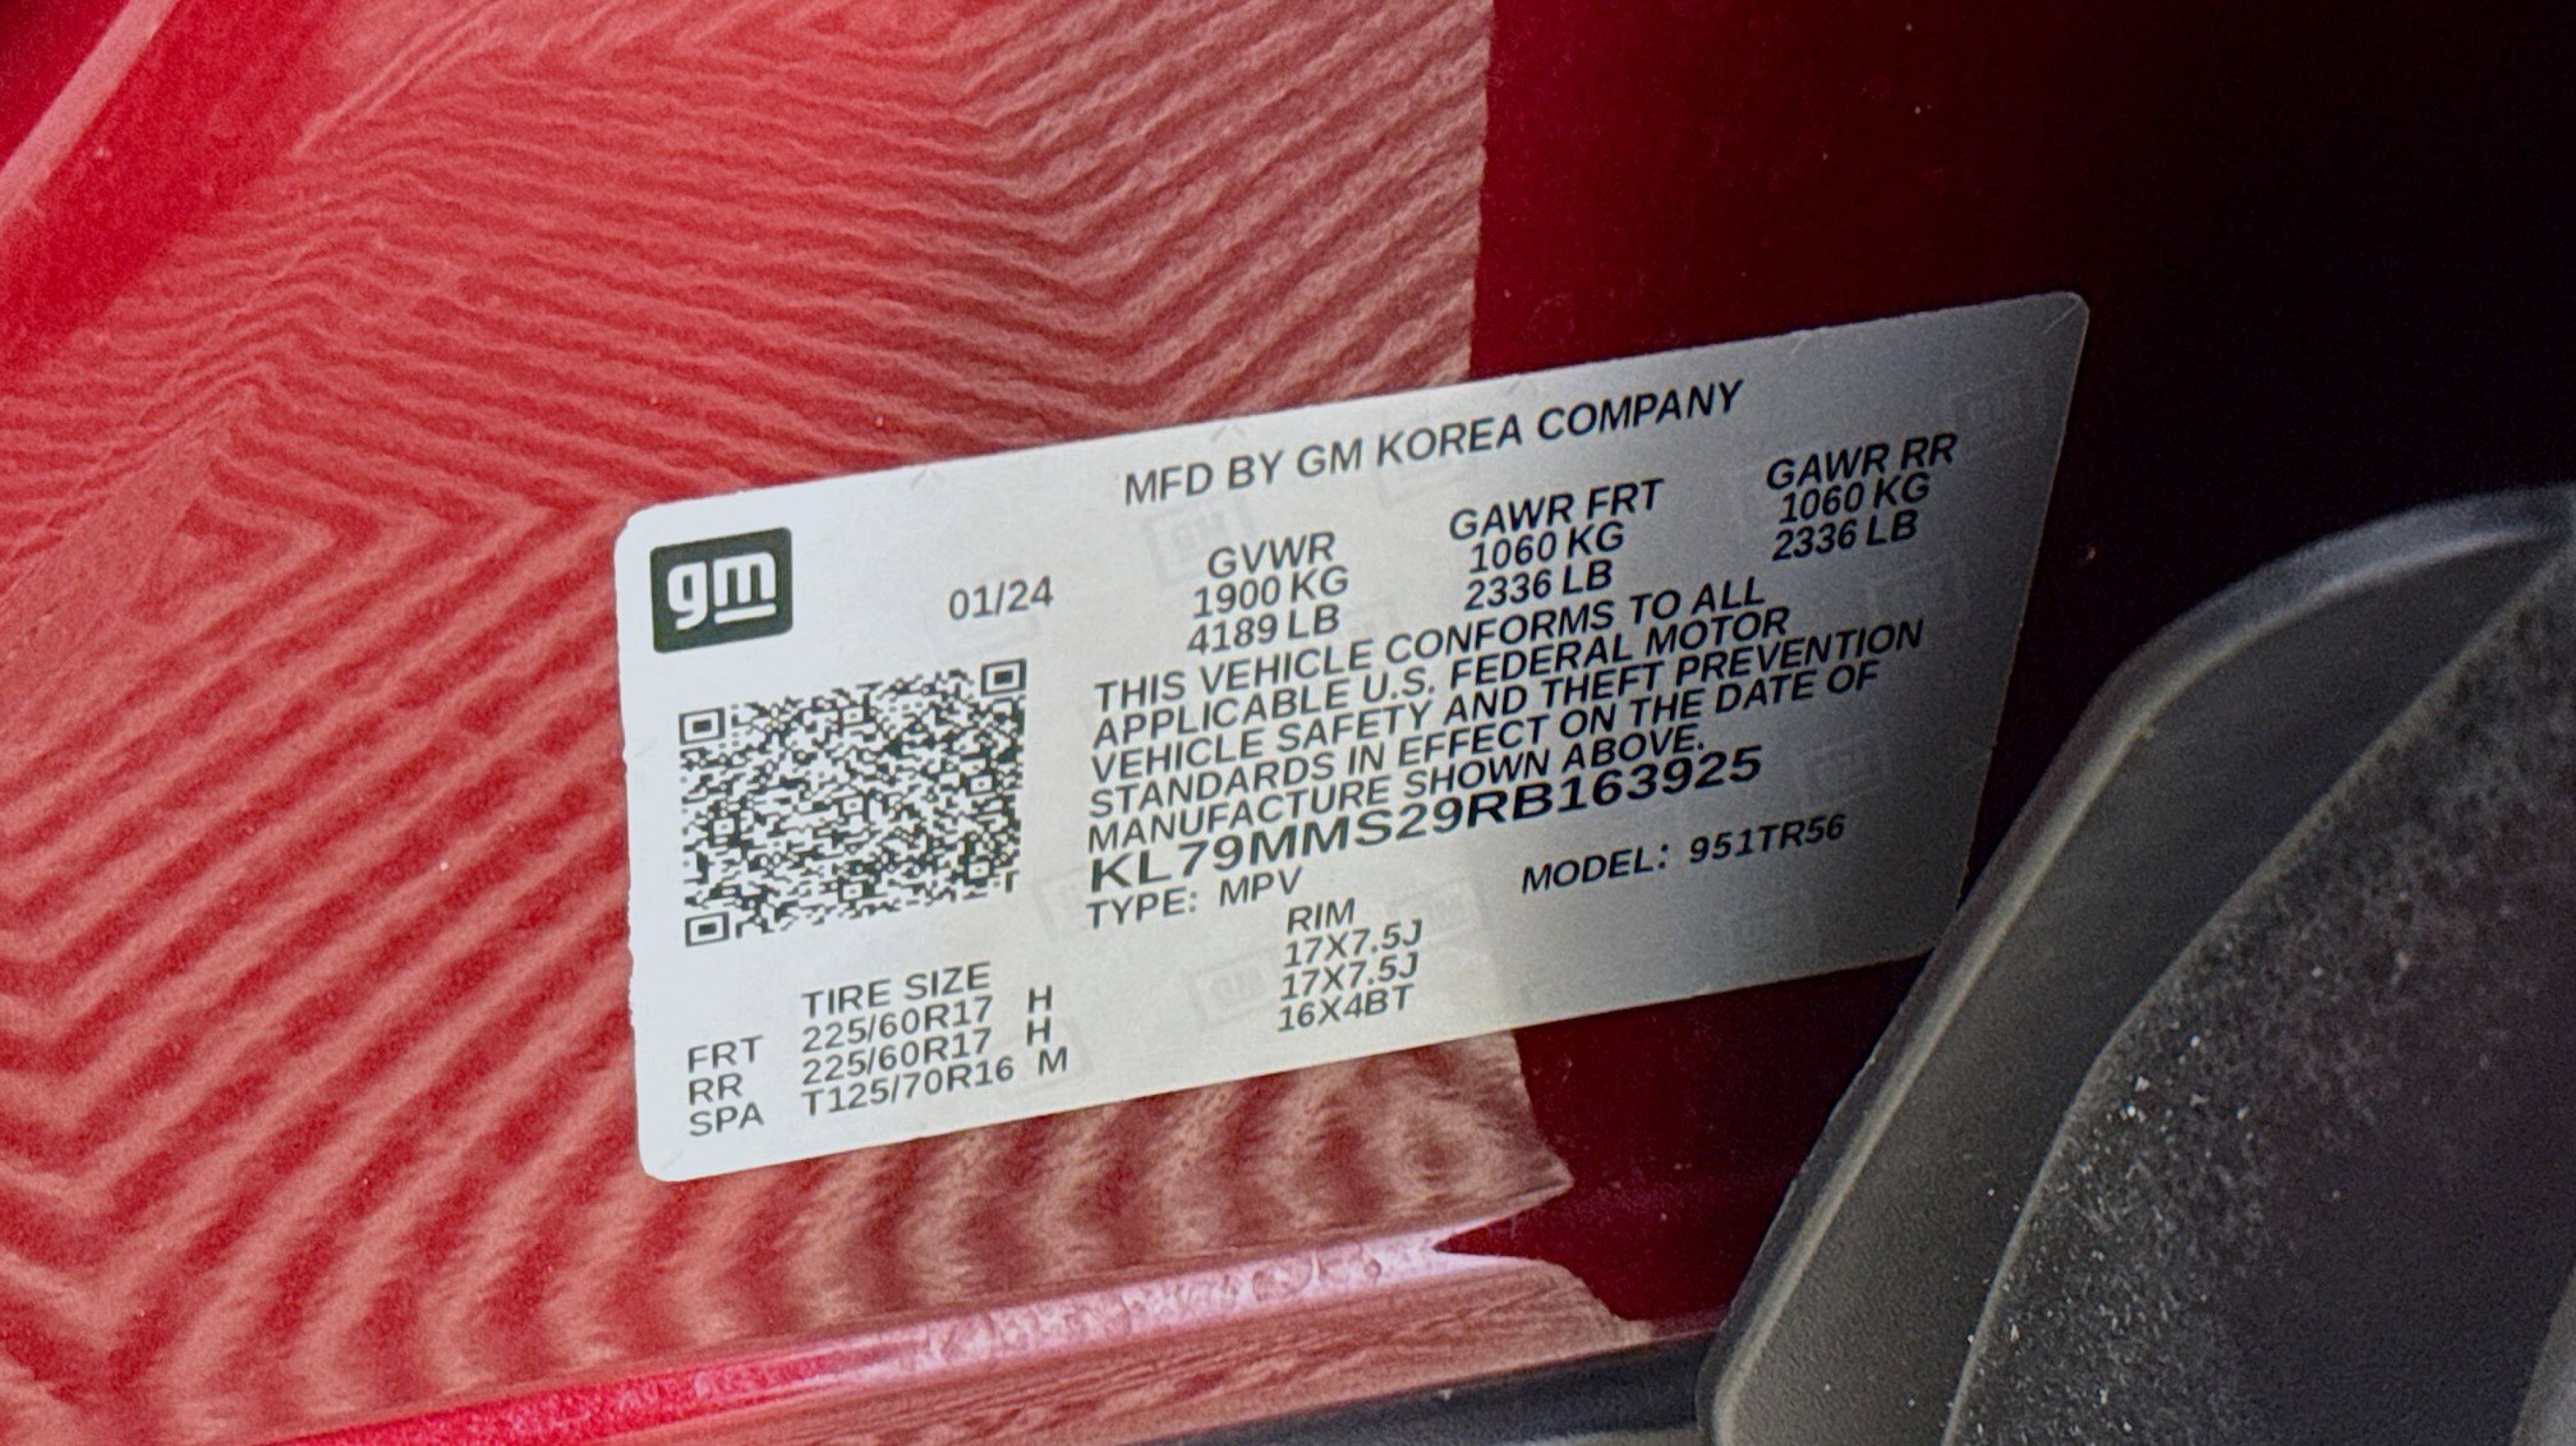 MFD BY GM KOREA COMPANY
gm
01/24
GVWR GAWR FRT GAWR RR
1900 KG 1060 KG 1060 KG
4189 LB 2336 LB 2336 LB
THIS VEHICLE CONFORMS TO ALL
APPLICABLE U.S. FEDERAL MOTOR
VEHICLE SAFETY AND THEFT PREVENTION
STANDARDS IN EFFECT ON THE DATE OF
MANUFACTURE SHOWN ABOVE.
KL79MMS29RB163925
TYPE: MPV MODEL: 951TR56
TIRE SIZE RIM
FRT 225/60R17 H 17X7.5J
RR 225/60R17 H 17X7.5J
SPA T125/70R16 M 16X4BT